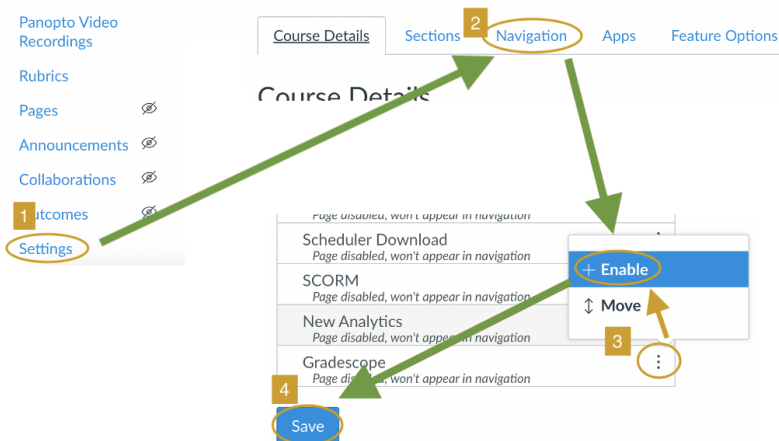 Panopto Video
Recordings
Rubrics
Pages
Announcements
Collaborations
1
Outcomes
Settings
Course Details
Sections
2
Navigation
Apps
Feature Options
Course Details
Page disabled, won't appear in navigation
Scheduler Download
Page disabled, won't appear in navigation
SCORM
Page disabled, won't appear in navigation
New Analytics
Page disabled, won't appear in navigation
Gradescope
Page disabled, won't appear in navigation
+ Enable
Move
3
4
Save